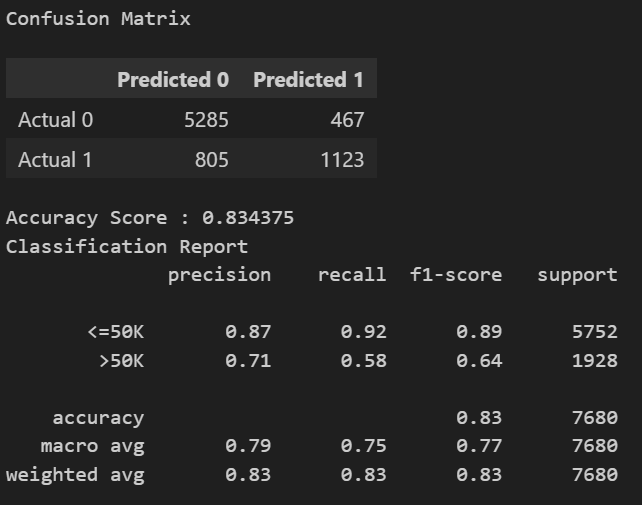 Confusion Matrix
Predicted 0 Predicted 1
Actual 0 5285 467
Actual 1 805 1123
Accuracy Score : 0.834375
Classification Report
precision recall f1-score support
<=50K 0.87 0.92 0.89 5752
>50K 0.71 0.58 0.64 1928
accuracy 0.83 7680
macro avg 0.79 0.75 0.77 7680
weighted avg 0.83 0.83 0.83 7680